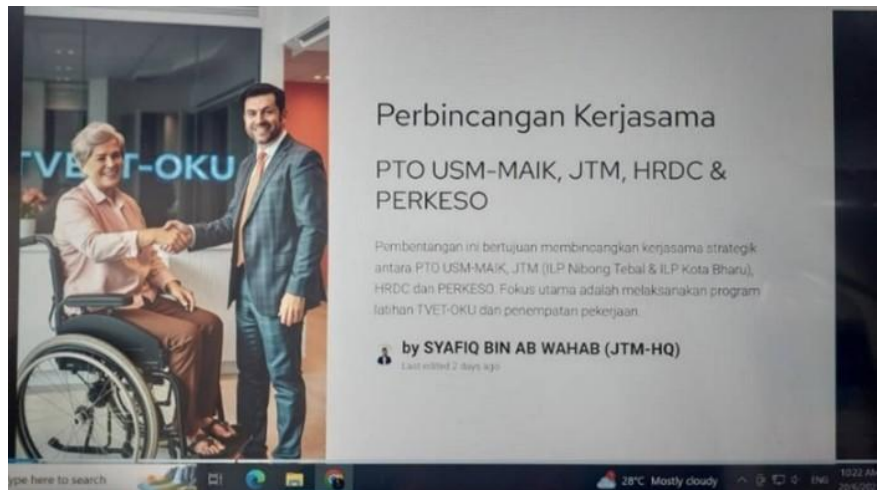 TVET-OKU
Perbincangan Kerjasama
PTO USM-MAIK, JTM, HRDC &
PERKESO
Pembentangan ini bertujuan membincangkan kerjasama strategik
antara PTO USM-MAIK, JTM (ILP Nibong Tebal & ILP Kota Bharu),
HRDC dan PERKESO. Fokus utama adalah melaksanakan program
latihan TVET-OKU dan penempatan pekerjaan.
by SYAFIQ BIN AB WAHAB (JTM-HQ)
Last edited 2 days ago
ype here to search
28°C Mostly cloudy
ENG
10:22 AM